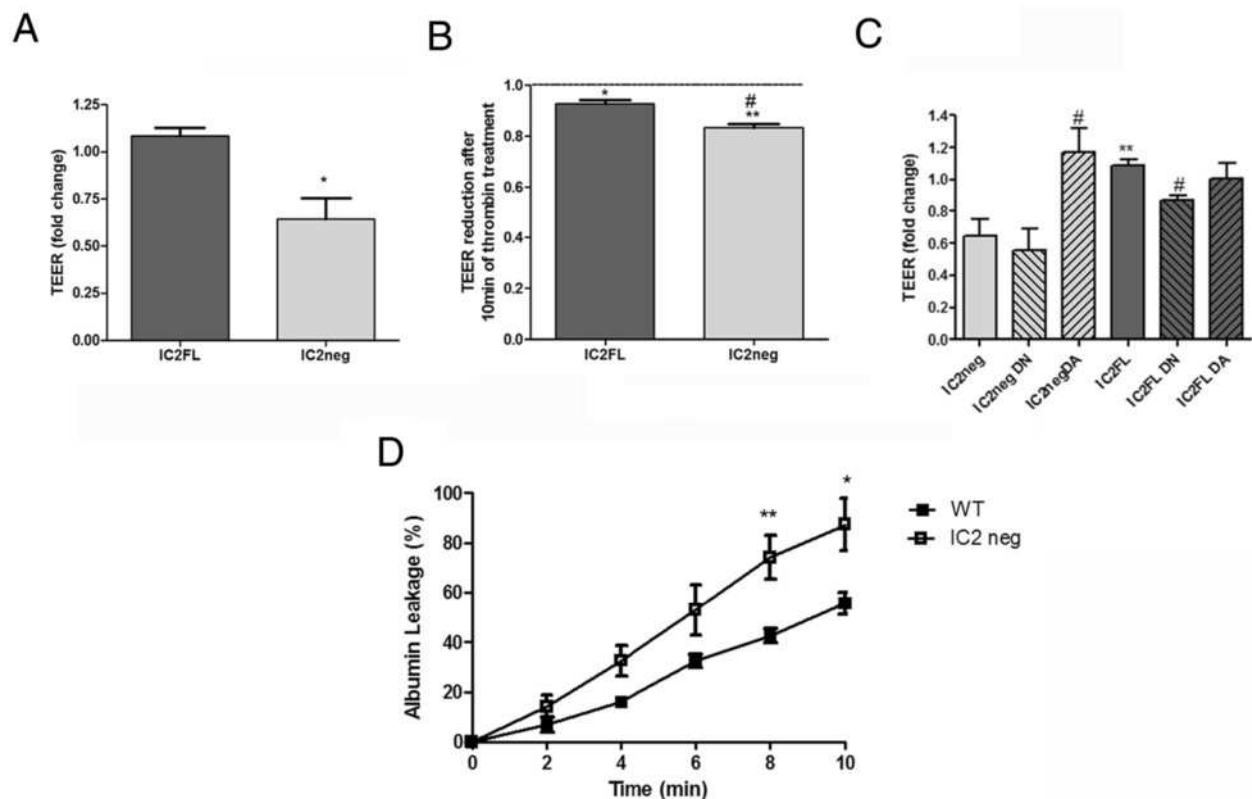 A
TEER (fold change)
1.25
1.00
0.75
0.50
0.25
0.00
*
IC2FL
IC2neg
B
TEER reduction after
10min of thrombin treatment
1.0
0.8
0.6
0.4
0.2
0.0
*
#
**
IC2FL
IC2neg
C
TEER (fold change)
1.4
1.2
1.0
0.8
0.6
0.4
0.2
0.0
#
**
#
IC2neg
IC2neg DN
IC2negDA
IC2FL
IC2FL DN
IC2FL DA
D
Albumin Leakage (%)
100
80
60
40
20
0
**
*
0 2 4 6 8 10
Time (min)
WT
IC2 neg